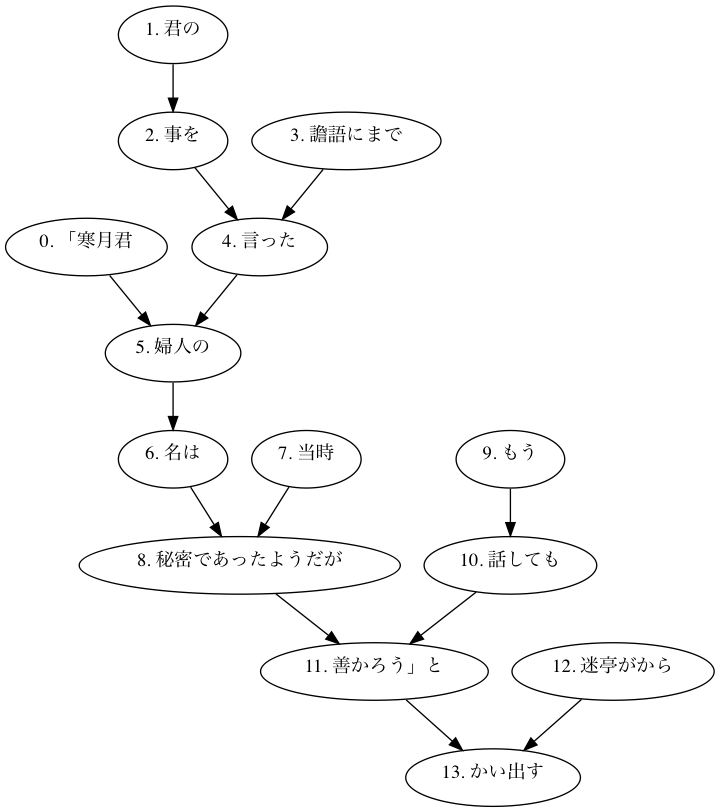 1. 君の
2. 事を
3. 譫語にまで
0. 「寒月君
4. 言った
5. 婦人の
6. 名は
7. 当時
9. もう
8. 秘密であったようだが
10. 話しても
11. 善かろう」と
12. 迷亭がから
13. かい出す